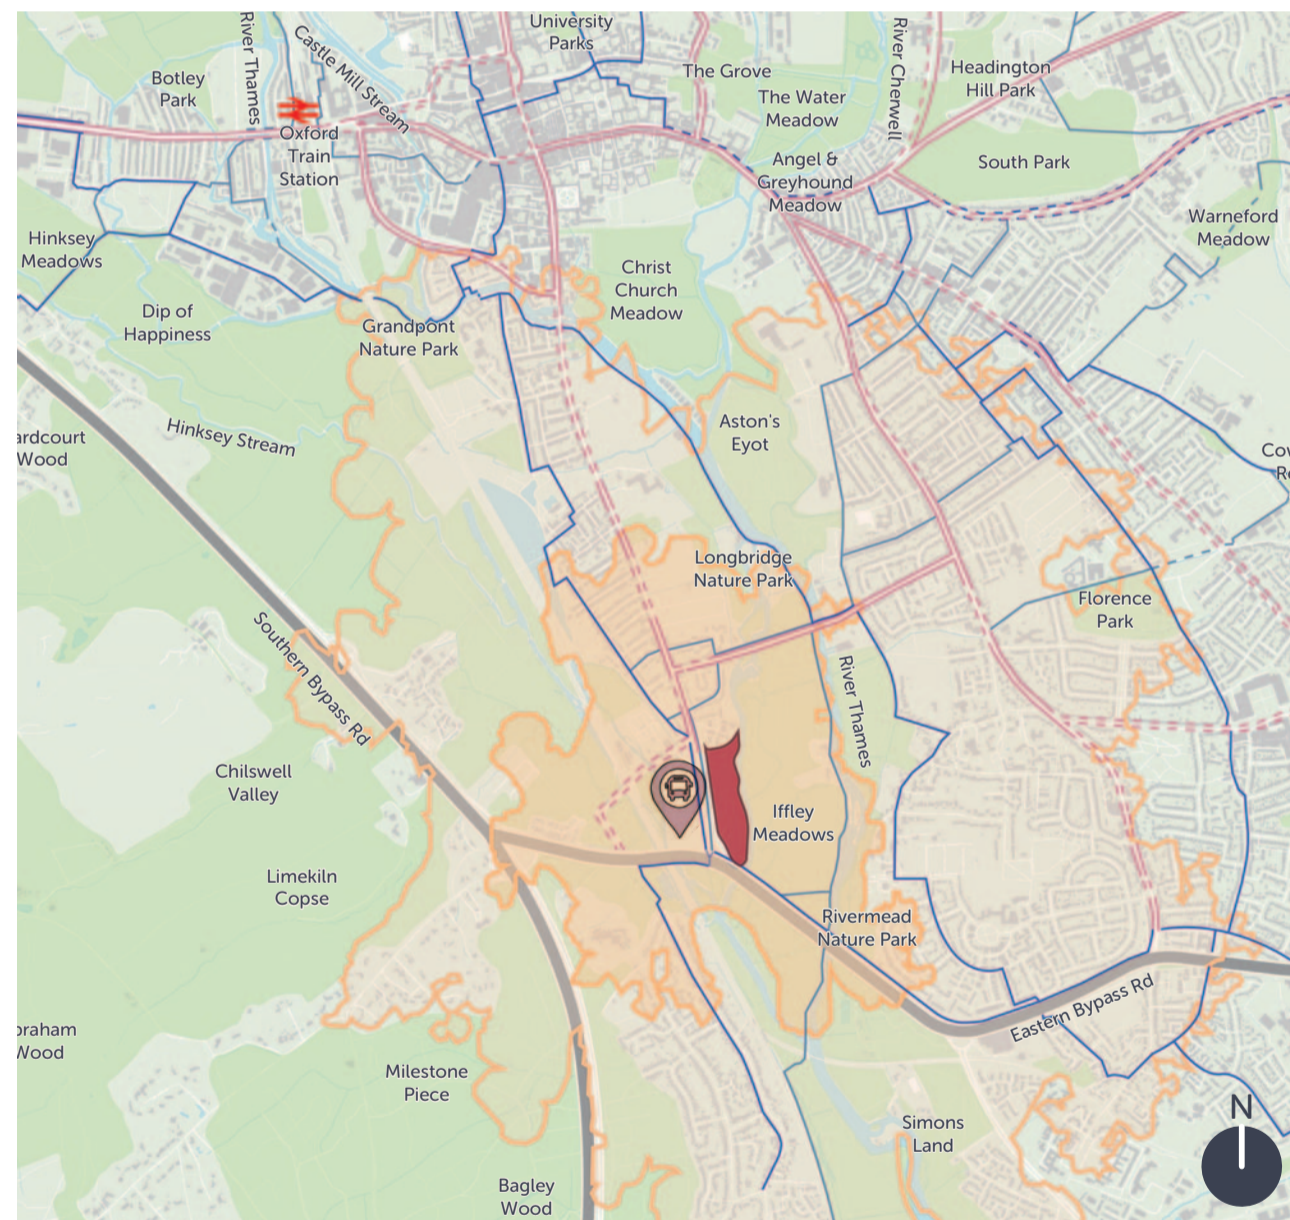 University
Parks
River Thames
Castle Mill Stream
River Cherwell
The Grove
Headington
Hill Park
Botley
Park
The Water
Meadow
Oxford
Train
Station
Angel &
Greyhound
Meadow
South Park
Warneford
Meadow
Hinksey
Meadows
Christ
Church
Meadow
Dip of
Happiness
Grandpont
Nature Park
Hinksey Stream
Aston's
Eyot
ardcourt
Wood
Longbridge
Nature Park
Florence
Park
Southern Bypass Rd
River Thames
Chilswell
Valley
Iffley
Meadows
Limekiln
Copse
Rivermead
Nature Park
Eastern Bypass Rd
Wood
Milestone
Piece
Simons
Land
N
Bagley
Wood